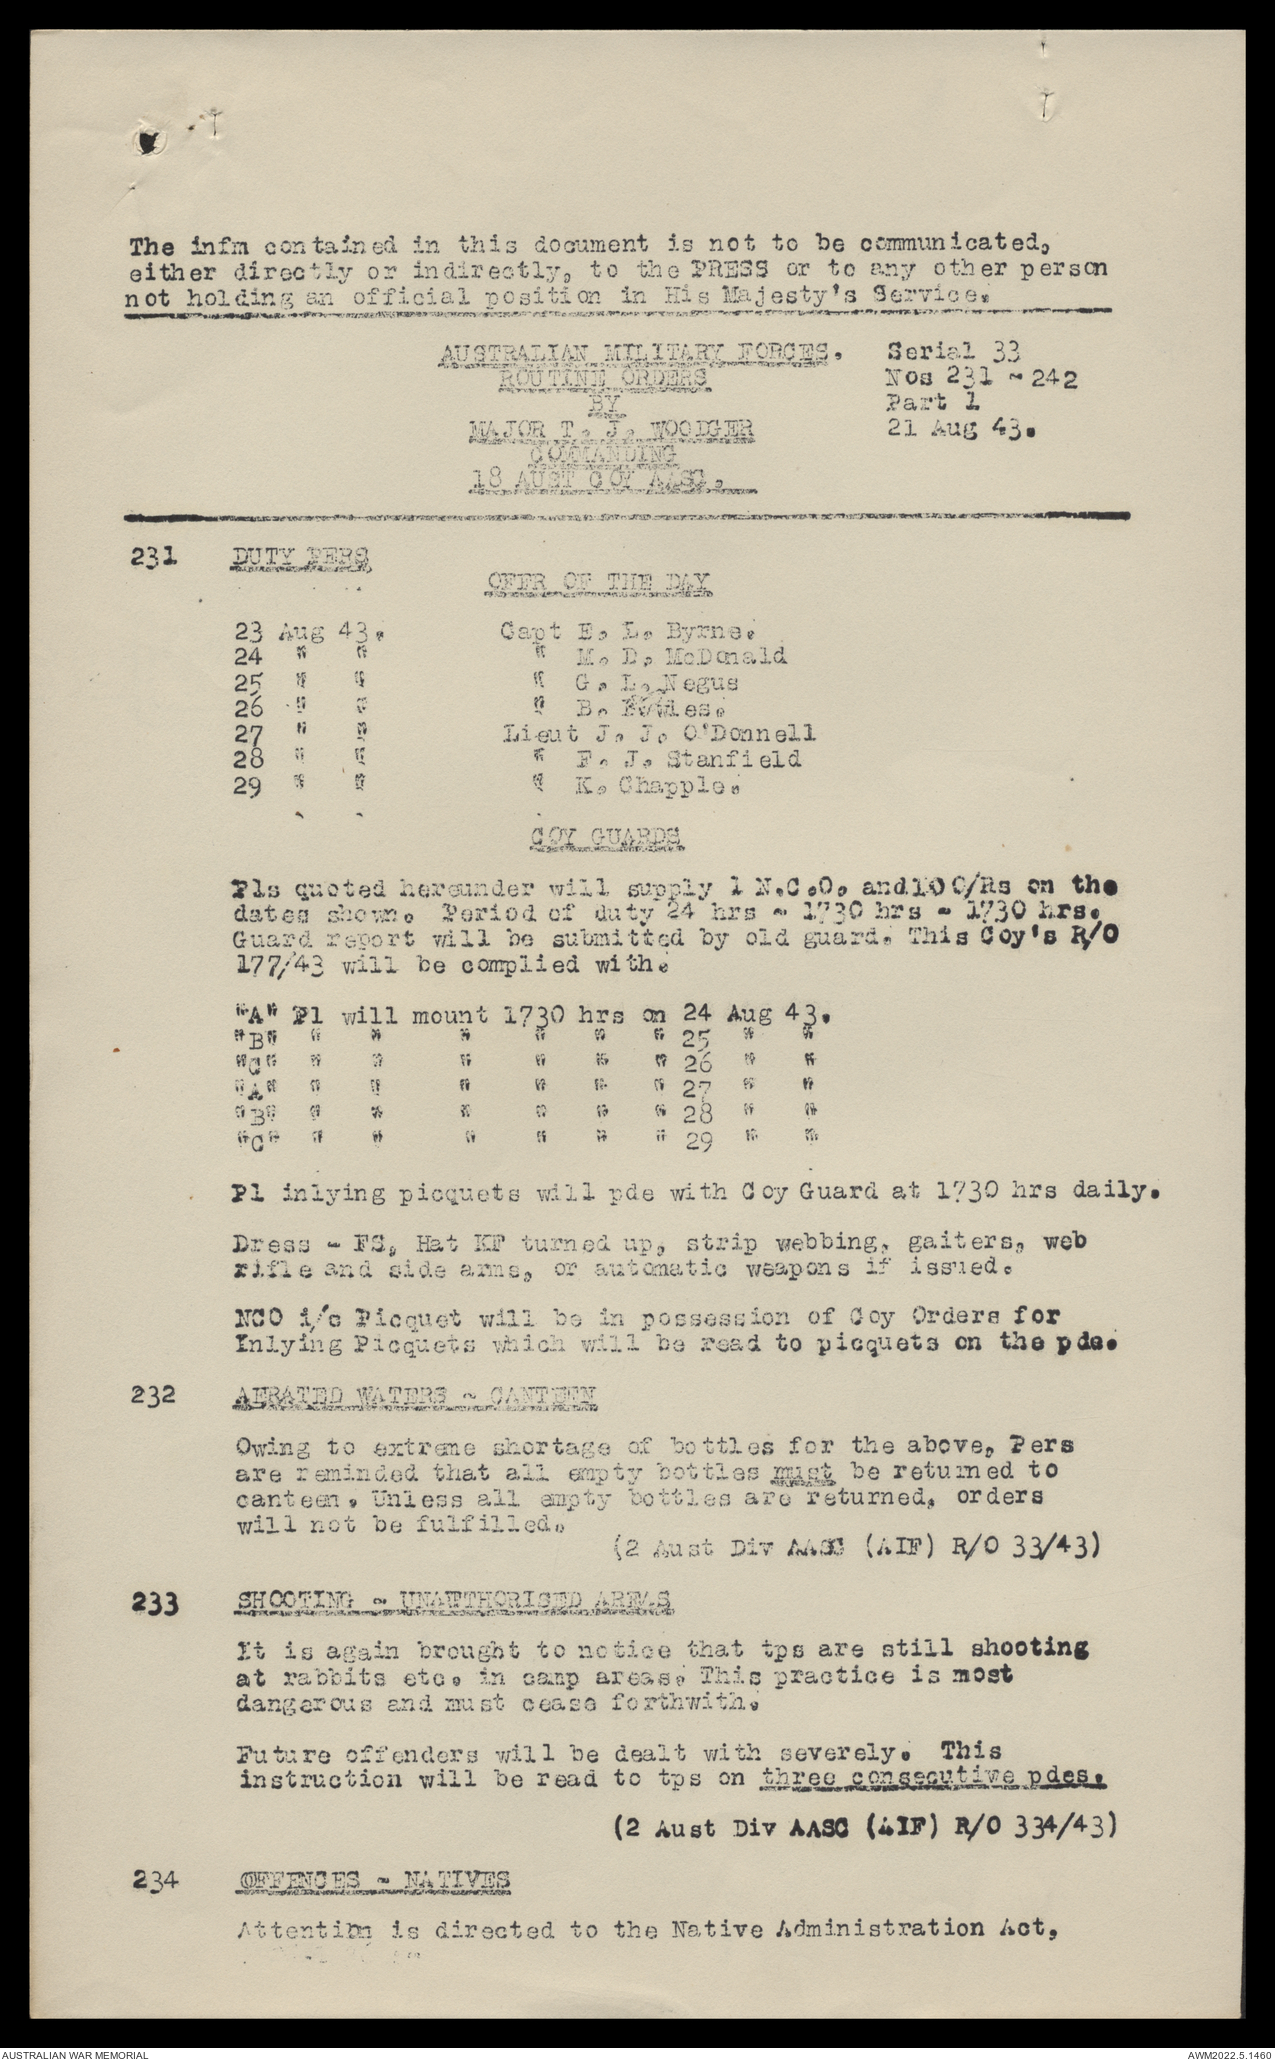 The infm contained in this document is not to be communicated,
either directly or indirectly, to the PRESS or to any other person
not holding an official position in His Majesty's Service.
AUSTRALIAN MILITARY FORCES. Serial 33
ROUTINE ORDERS Nos 231 - 242
BY Part 1
MAJOR T. J. WOODGER 21 Aug 43.
COMMANDING
18 AUST COY AASC.
231 DUTY PERS
OFFR OF THE DAY
23 Aug 43. Capt E. L. Byrne.
24 " " " M. D. McDonald
25 " " " G. L. Negus
26 " " " B.
27 " " Lieut J. J. O'Donnell
28 " " " F. J. Stanfield
29 " " " K. Chapple.
COY GUARDS
Pls quoted hereunder will supply 1 N.C.O. and 10 O/Rs on the
dates shown. Period of duty 24 hrs - 1730 hrs - 1730 hrs.
Guard report will be submitted by old guard. This Coy's R/O
177/43 will be complied with.
"A" Pl will mount 1730 hrs on 24 Aug 43.
"B" " " " " " " 25 " "
"C" " " " " " " 26 " "
"A" " " " " " " 27 " "
"B" " " " " " " 28 " "
"C" " " " " " " 29 " "
Pl inlying picquets will pde with Coy Guard at 1730 hrs daily.
Dress - FS, Hat KF turned up, strip webbing, gaiters, web
rifle and side arms, or automatic weapons if issued.
NCO i/c Picquet will be in possession of Coy Orders for
Inlying Picquets which will be read to picquets on the pde.
232 AERATED WATERS - CANTEEN
Owing to extreme shortage of bottles for the above, Pers
are reminded that all empty bottles must be returned to
canteen. Unless all empty bottles are returned, orders
will not be fulfilled.
(2 Aust Div AASC (AIF) R/O 33/43)
233 SHOOTING - UNAUTHORISED AREAS
It is again brought to notice that tps are still shooting
at rabbits etc. in camp areas. This practice is most
dangerous and must cease forthwith.
Future offenders will be dealt with severely. This
instruction will be read to tps on three consecutive pdes.
(2 Aust Div AASC (AIF) R/O 334/43)
234 OFFENCES - NATIVES
Attention is directed to the Native Administration Act,
AUSTRALIAN WAR MEMORIAL AWM2022.5.1460